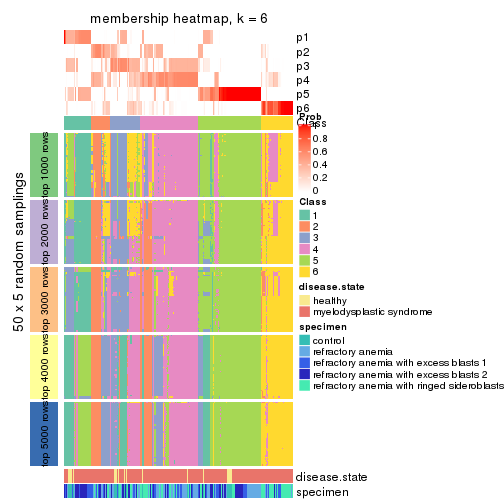 membership heatmap, k = 6
p1
p2
p3
p4
p5
p6
Class
50 x 5 random samplings
top 1000 rows
top 2000 rows
top 3000 rows
top 4000 rows
top 5000 rows
Prob
1
0.8
0.6
0.4
0.2
0
Class
1
2
3
4
5
6
disease.state
healthy
myelodysplastic syndrome
specimen
control
refractory anemia
refractory anemia with excess blasts 1
refractory anemia with excess blasts 2
refractory anemia with ringed sideroblasts
disease.state
specimen